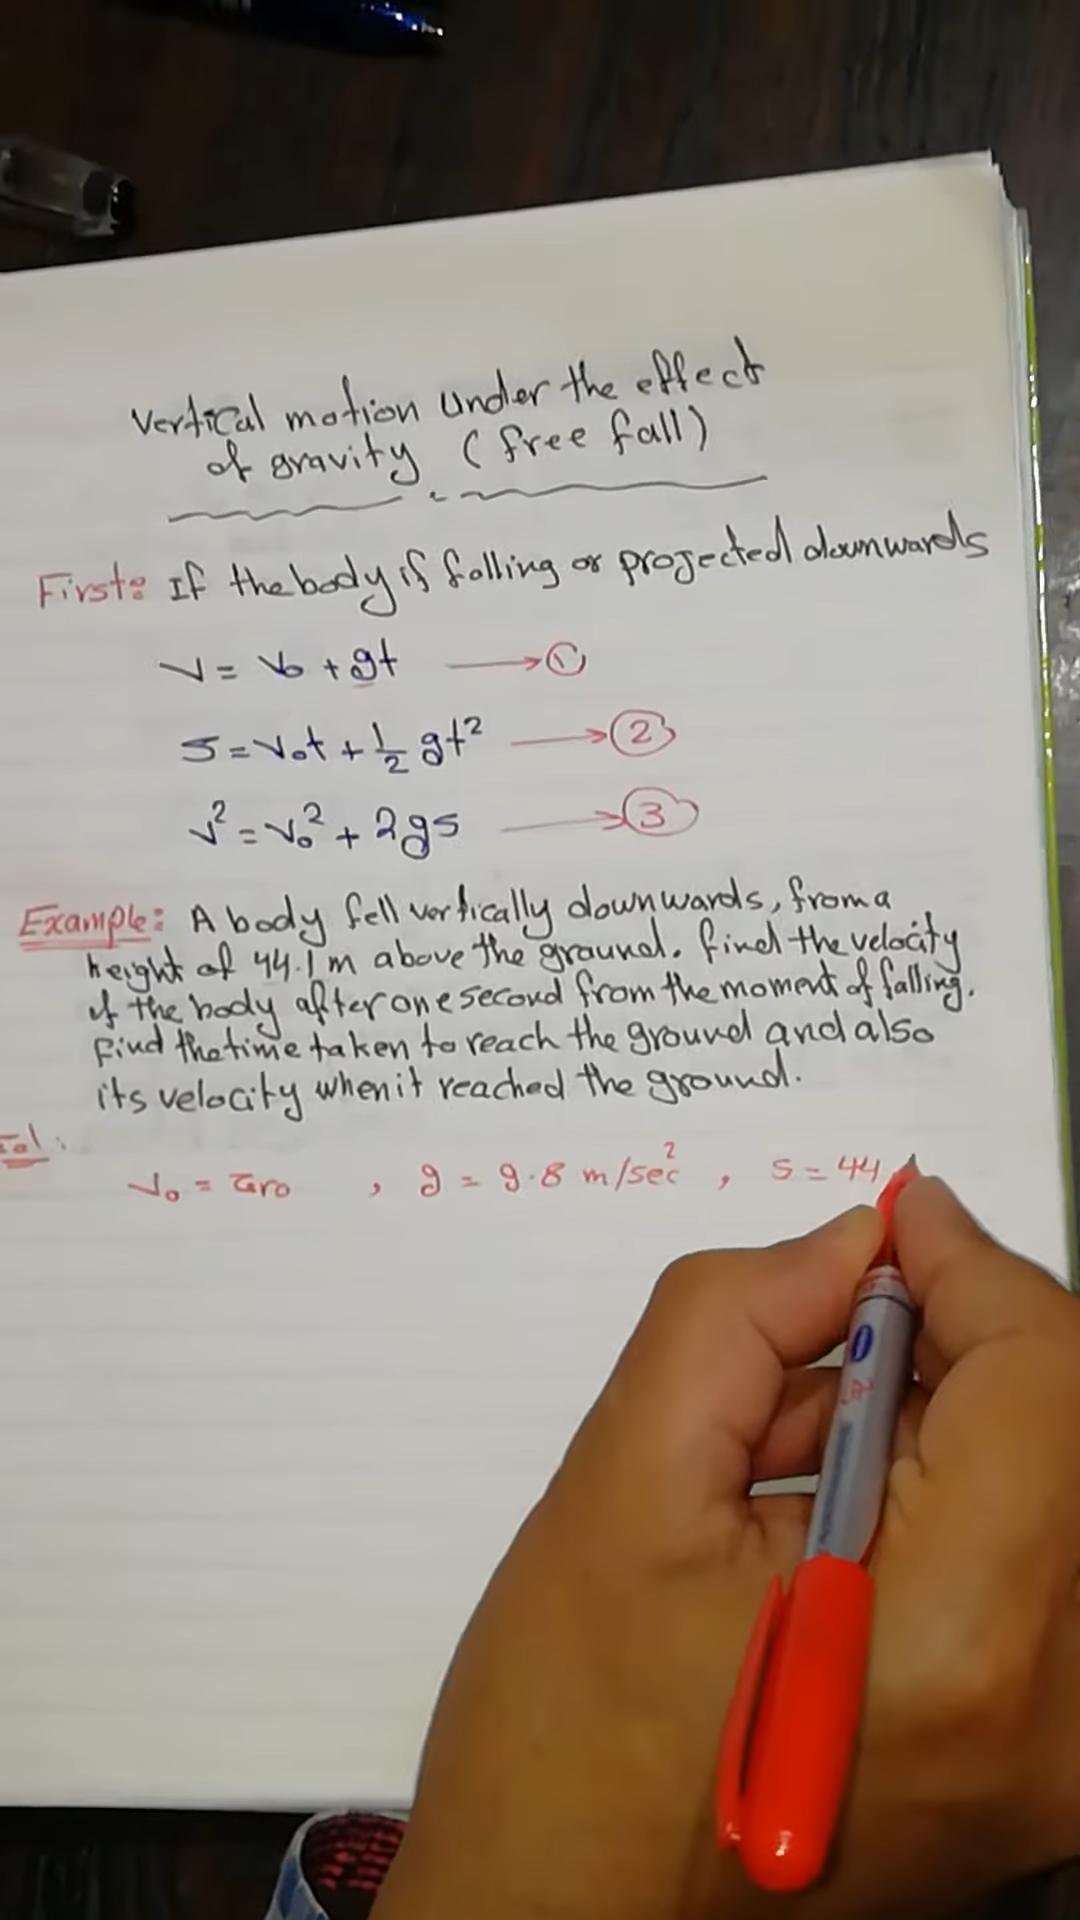 Vertical motion under the effect
of gravity (free fall)
First: If the body if falling or projected downwards
V = V₀ + gt → ①
S = V₀t + 1/2 gt² → ②
V² = V₀² + 2gs → ③
Example: A body fell vertically downwards, from a
height of 44.1 m above the ground. find the velocity
of the body after one second from the moment of falling.
Find the time taken to reach the ground and also
its velocity when it reached the ground.
Sol:
V₀ = zero , g = 9.8 m/sec² , S = 44